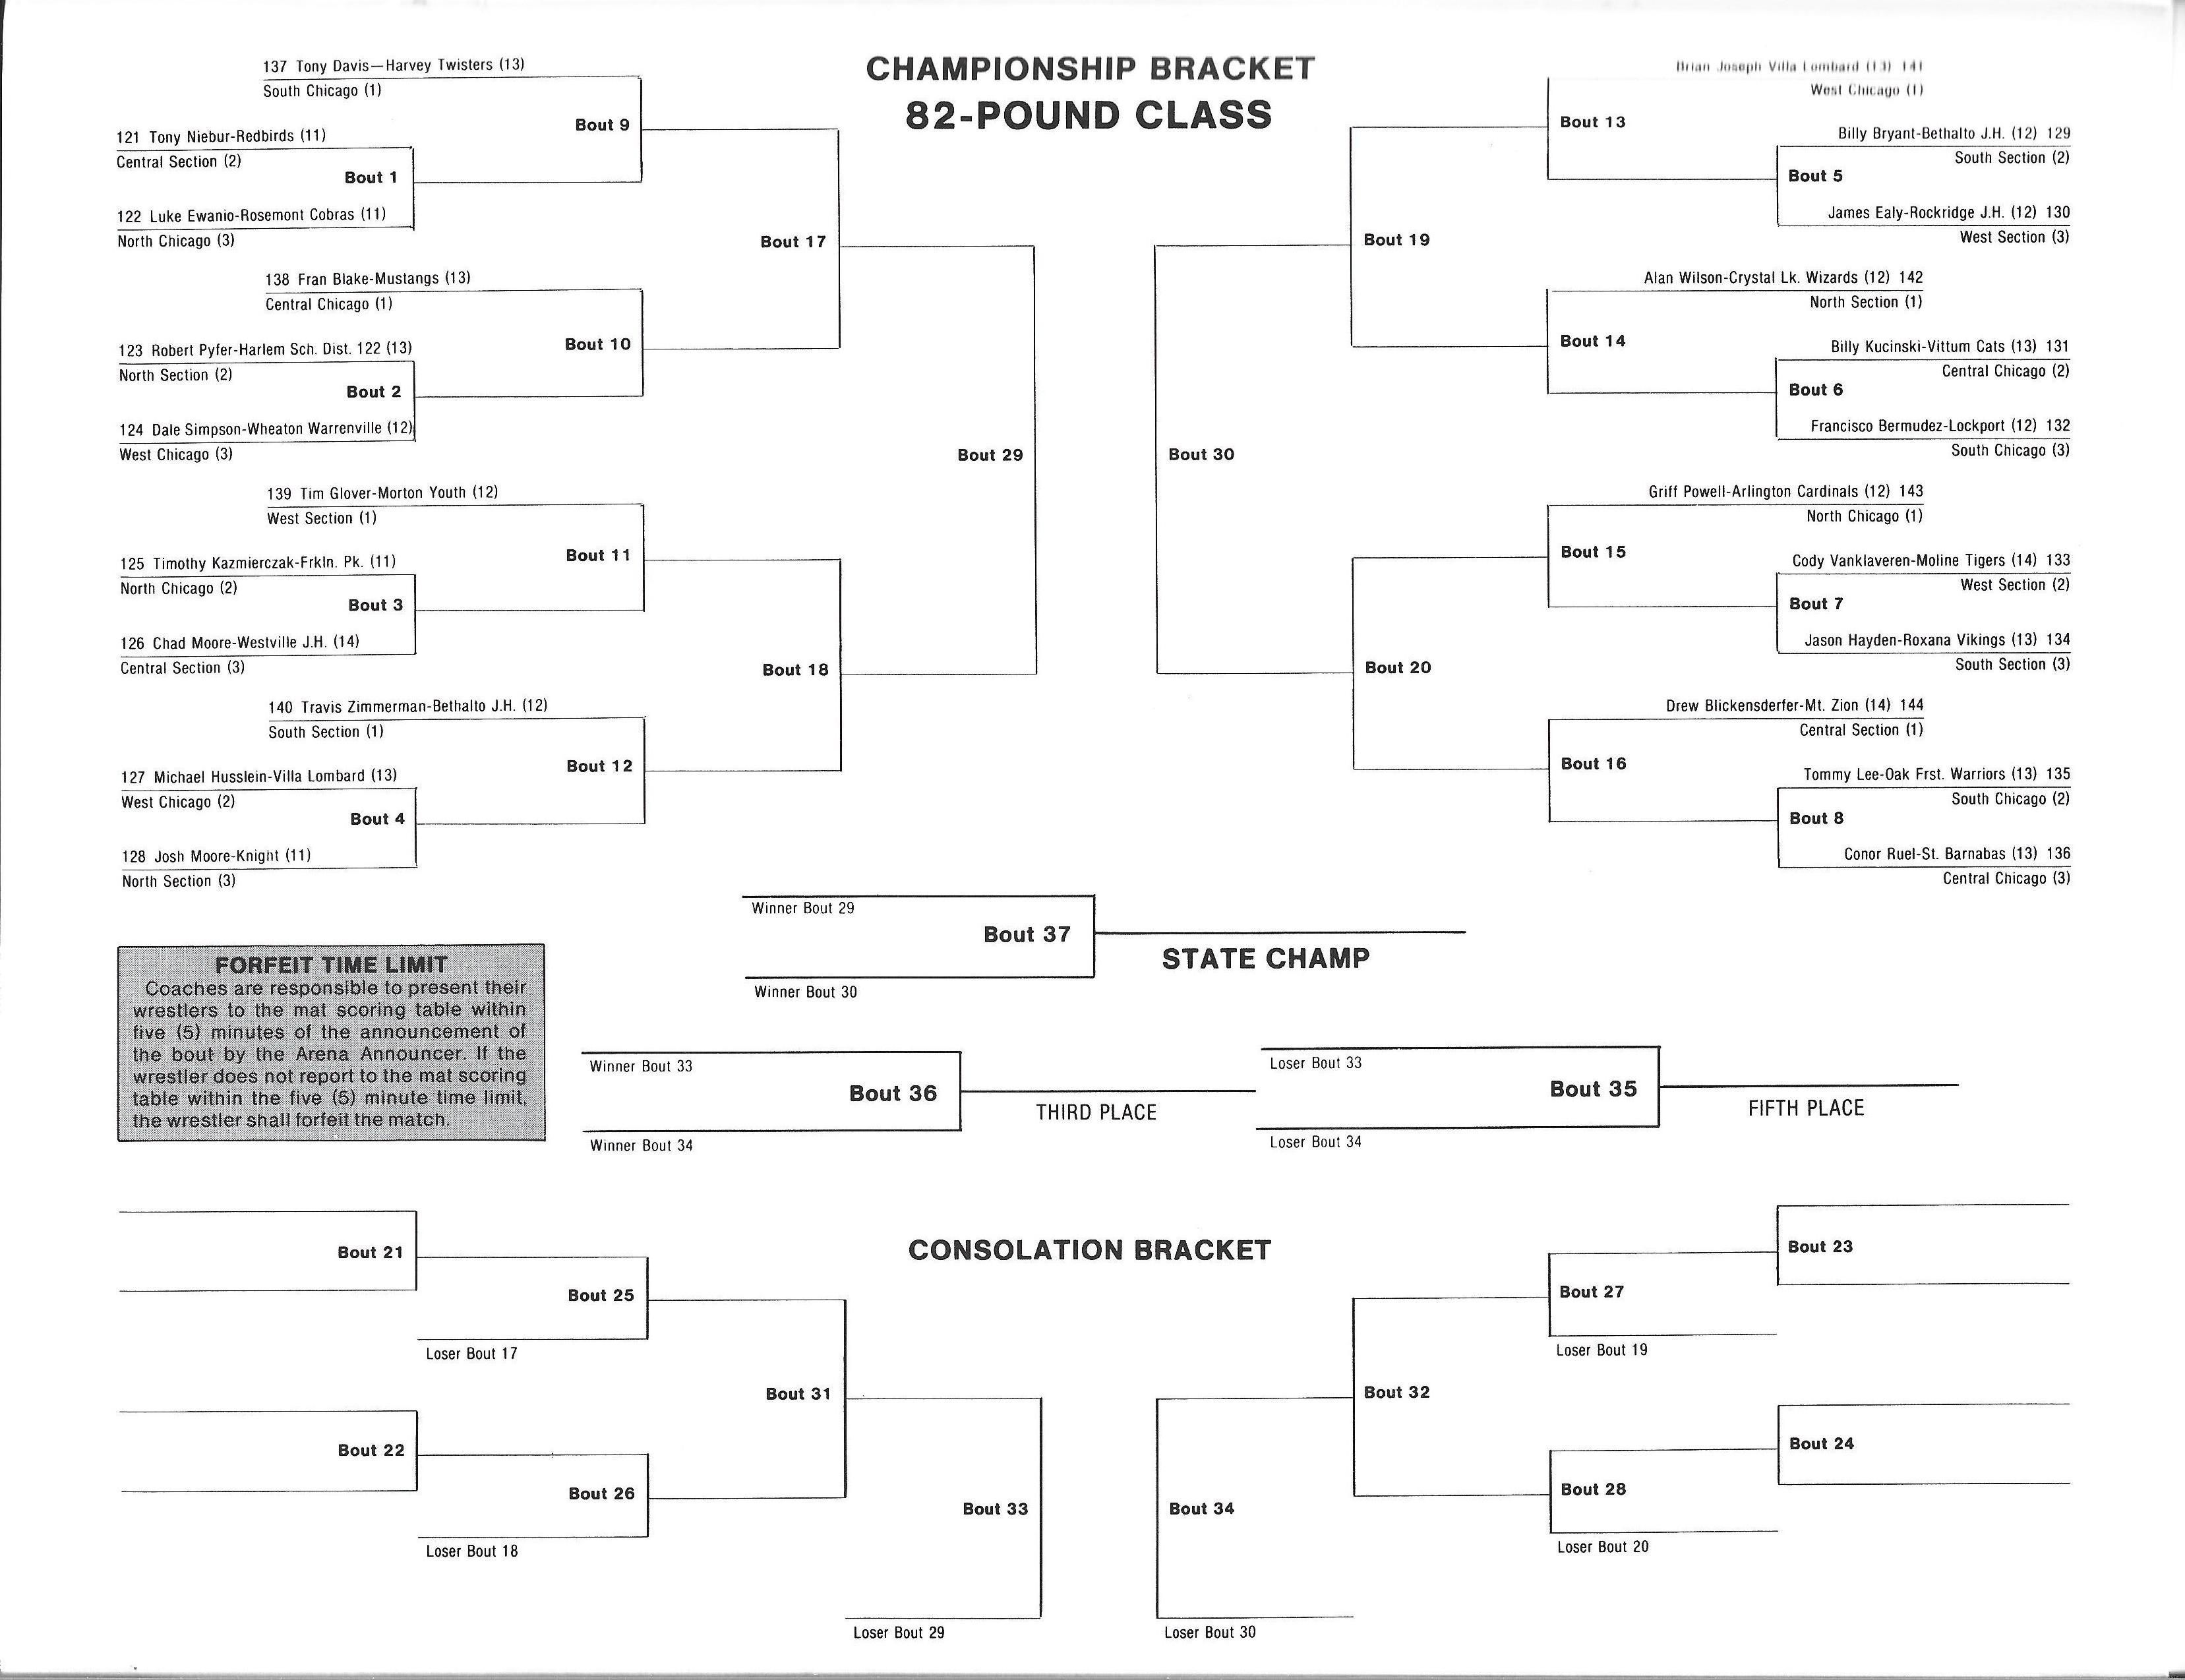 CHAMPIONSHIP BRACKET
82-POUND CLASS
137 Tony Davis—Harvey Twisters (13)
South Chicago (1)
Bout 9
121 Tony Niebur-Redbirds (11)
Central Section (2)
Bout 1
122 Luke Ewanio-Rosemont Cobras (11)
North Chicago (3)
Bout 17
138 Fran Blake-Mustangs (13)
Central Chicago (1)
Bout 10
123 Robert Pyfer-Harlem Sch. Dist. 122 (13)
North Section (2)
Bout 2
124 Dale Simpson-Wheaton Warrenville (12)
West Chicago (3)
Bout 29
139 Tim Glover-Morton Youth (12)
West Section (1)
Bout 11
125 Timothy Kazmierczak-Frkln. Pk. (11)
North Chicago (2)
Bout 3
126 Chad Moore-Westville J.H. (14)
Central Section (3)
Bout 18
140 Travis Zimmerman-Bethalto J.H. (12)
South Section (1)
Bout 12
127 Michael Husslein-Villa Lombard (13)
West Chicago (2)
Bout 4
128 Josh Moore-Knight (11)
North Section (3)
Brian Joseph Villa Lombard (13) 141
West Chicago (1)
Bout 13
Billy Bryant-Bethalto J.H. (12) 129
South Section (2)
Bout 5
James Ealy-Rockridge J.H. (12) 130
West Section (3)
Bout 19
Alan Wilson-Crystal Lk. Wizards (12) 142
North Section (1)
Bout 14
Billy Kucinski-Vittum Cats (13) 131
Central Chicago (2)
Bout 6
Francisco Bermudez-Lockport (12) 132
South Chicago (3)
Bout 30
Griff Powell-Arlington Cardinals (12) 143
North Chicago (1)
Bout 15
Cody Vanklaveren-Moline Tigers (14) 133
West Section (2)
Bout 7
Jason Hayden-Roxana Vikings (13) 134
South Section (3)
Bout 20
Drew Blickensderfer-Mt. Zion (14) 144
Central Section (1)
Bout 16
Tommy Lee-Oak Frst. Warriors (13) 135
South Chicago (2)
Bout 8
Conor Ruel-St. Barnabas (13) 136
Central Chicago (3)
Winner Bout 29
Bout 37
STATE CHAMP
Winner Bout 30
FORFEIT TIME LIMIT
Coaches are responsible to present their
wrestlers to the mat scoring table within
five (5) minutes of the announcement of
the bout by the Arena Announcer. If the
wrestler does not report to the mat scoring
table within the five (5) minute time limit,
the wrestler shall forfeit the match.
Winner Bout 33
Bout 36
THIRD PLACE
Winner Bout 34
Loser Bout 33
Bout 35
FIFTH PLACE
Loser Bout 34
CONSOLATION BRACKET
Bout 21
Bout 25
Loser Bout 17
Bout 31
Bout 22
Bout 26
Loser Bout 18
Bout 33
Loser Bout 29
Bout 23
Bout 27
Loser Bout 19
Bout 32
Bout 24
Bout 28
Loser Bout 20
Bout 34
Loser Bout 30